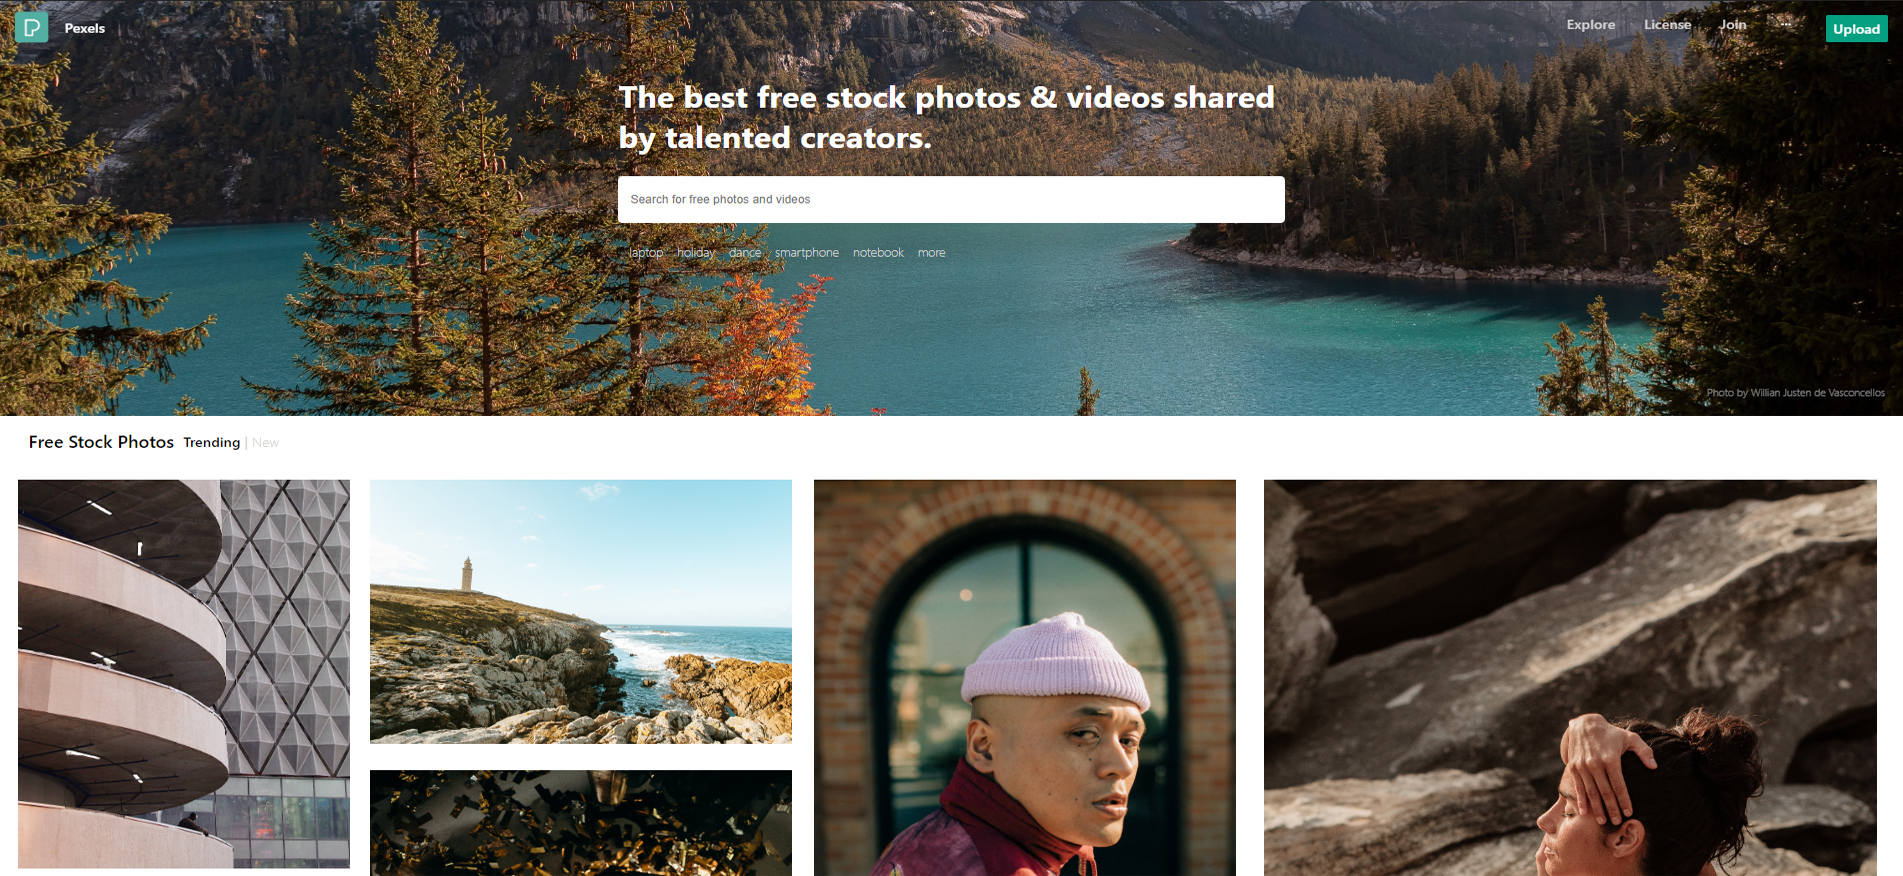 Pexels
Explore
License
Join
...
Upload
The best free stock photos & videos shared
by talented creators.
Search for free photos and videos
laptop holiday dance smartphone notebook more
Photo by Willian Justen de Vasconcellos
Free Stock Photos Trending | New